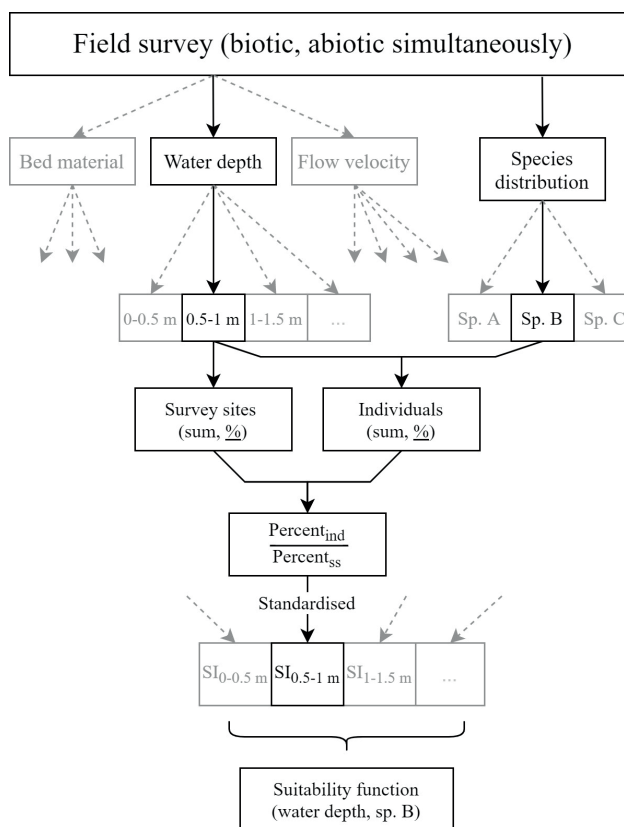 Field survey (biotic, abiotic simultaneously)
Bed material
Water depth
Flow velocity
Species
distribution
0-0.5 m
0.5-1 m
1-1.5 m
...
Sp. A
Sp. B
Sp. C
Survey sites
(sum, %)
Individuals
(sum, %)
Percent_ind
Percent_ss
Standardised
SI_0-0.5 m
SI_0.5-1 m
SI_1-1.5 m
...
Suitability function
(water depth, sp. B)